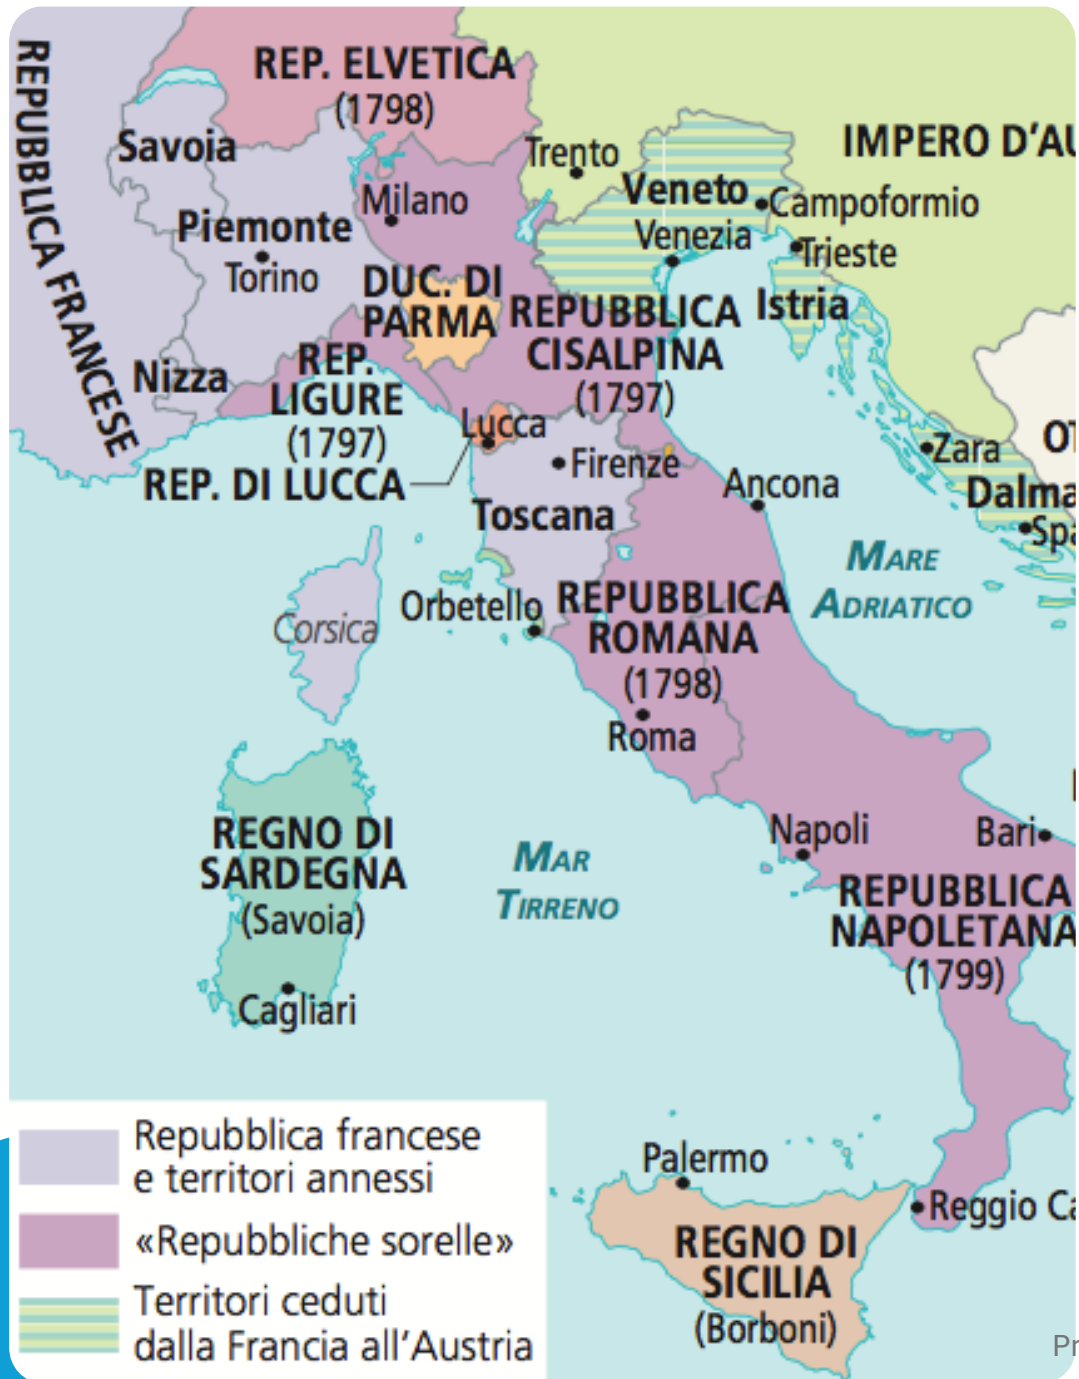 REPUBBLICA FRANCESE
REP. ELVETICA
(1798)
Savoia
Trento
IMPERO D'AU
Milano
Veneto
Campoformio
Piemonte
Venezia
Torino
Trieste
DUC. DI
PARMA
REPUBBLICA
CISALPINA
(1797)
Istria
Nizza
REP.
LIGURE
(1797)
Lucca
REP. DI LUCCA
Firenze
Zara
OT
Ancona
Dalma
Spa
Toscana
MARE
ADRIATICO
Corsica
Orbetello
REPUBBLICA
ROMANA
(1798)
Roma
REGNO DI
SARDEGNA
(Savoia)
Cagliari
MAR
TIRRENO
Napoli
Bari
REPUBBLICA
NAPOLETANA
(1799)
Palermo
Reggio Ca
REGNO DI
SICILIA
(Borboni)
Repubblica francese
e territori annessi
«Repubbliche sorelle»
Territori ceduti
dalla Francia all'Austria
Pr